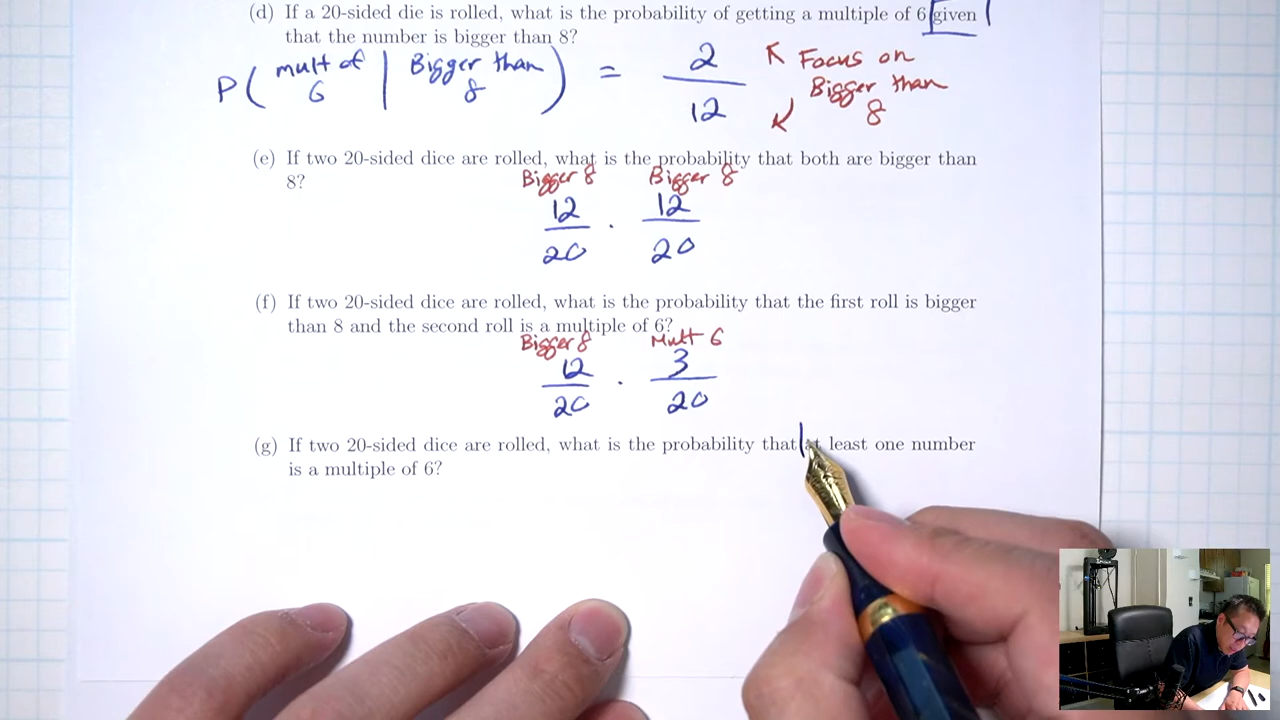 (d) If a 20-sided die is rolled, what is the probability of getting a multiple of 6 given
that the number is bigger than 8?
P( mult of 6 | Bigger than 8 ) = 2/12
Focus on
Bigger than
8
(e) If two 20-sided dice are rolled, what is the probability that both are bigger than
8?
Bigger 8 Bigger 8
12/20 · 12/20
(f) If two 20-sided dice are rolled, what is the probability that the first roll is bigger
than 8 and the second roll is a multiple of 6?
Bigger 8 Mult 6
12/20 · 3/20
(g) If two 20-sided dice are rolled, what is the probability that least one number
is a multiple of 6?